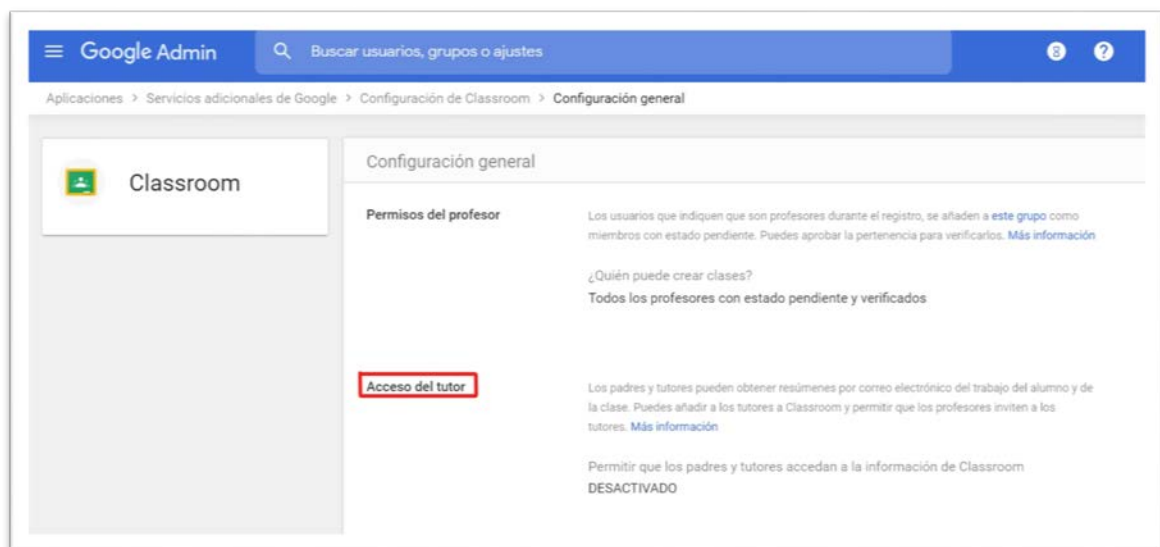 Google Admin
Buscar usuarios, grupos o ajustes
8
?
Aplicaciones > Servicios adicionales de Google > Configuración de Classroom > Configuración general
Classroom
Configuración general
Permisos del profesor
Los usuarios que indiquen que son profesores durante el registro, se añaden a este grupo como
miembros con estado pendiente. Puedes aprobar la pertenencia para verificarlos. Más información
¿Quién puede crear clases?
Todos los profesores con estado pendiente y verificados
Acceso del tutor
Los padres y tutores pueden obtener resúmenes por correo electrónico del trabajo del alumno y de
la clase. Puedes añadir a los tutores a Classroom y permitir que los profesores inviten a los
tutores. Más información
Permitir que los padres y tutores accedan a la información de Classroom
DESACTIVADO